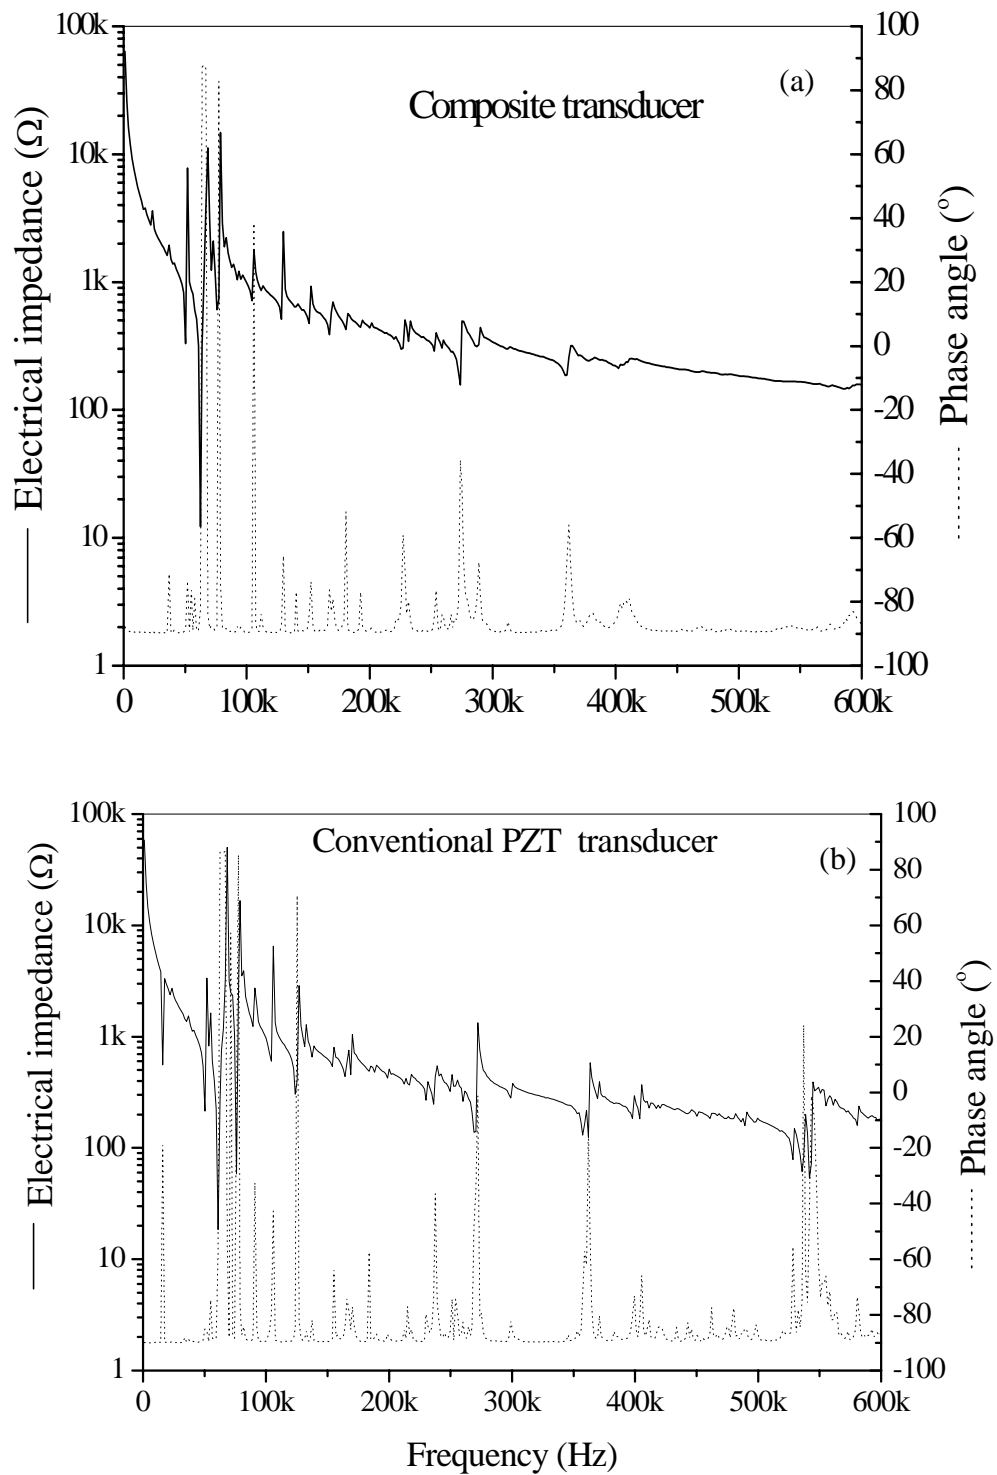 100k
10k
1k
100
10
1
Electrical impedance (Ω)
Composite transducer
(a)
100
80
60
40
20
0
-20
-40
-60
-80
-100
Phase angle (°)
0 100k 200k 300k 400k 500k 600k
100k
10k
1k
100
10
1
Electrical impedance (Ω)
Conventional PZT transducer
(b)
100
80
60
40
20
0
-20
-40
-60
-80
-100
Phase angle (°)
0 100k 200k 300k 400k 500k 600k
Frequency (Hz)